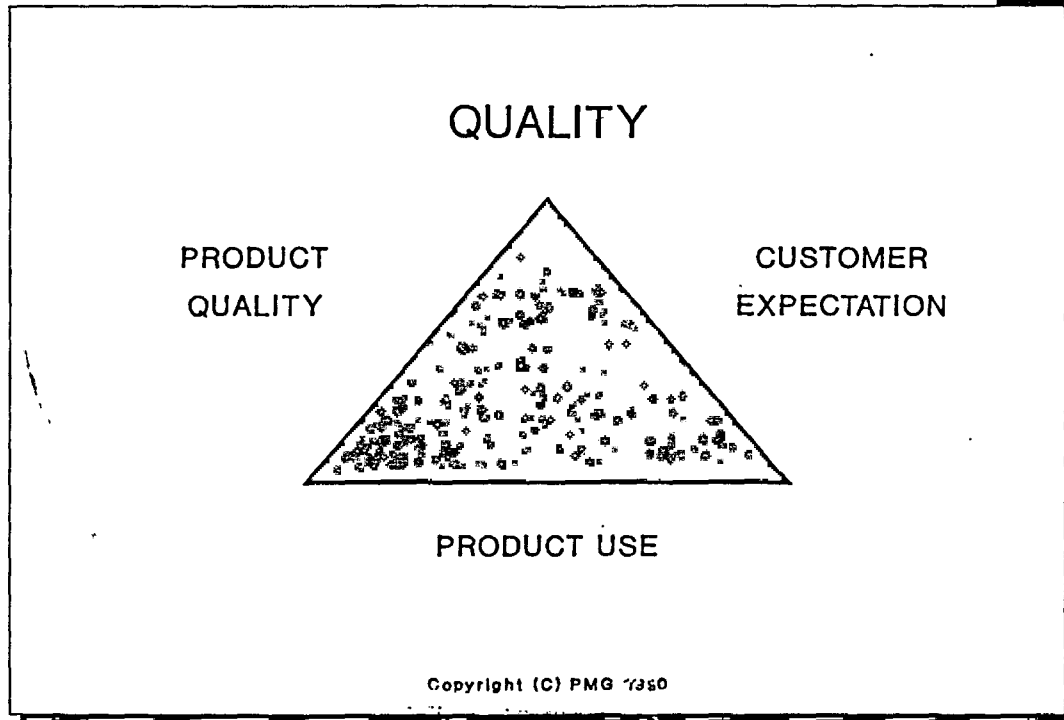 QUALITY
PRODUCT
QUALITY
CUSTOMER
EXPECTATION
PRODUCT USE
Copyright (C) PMG